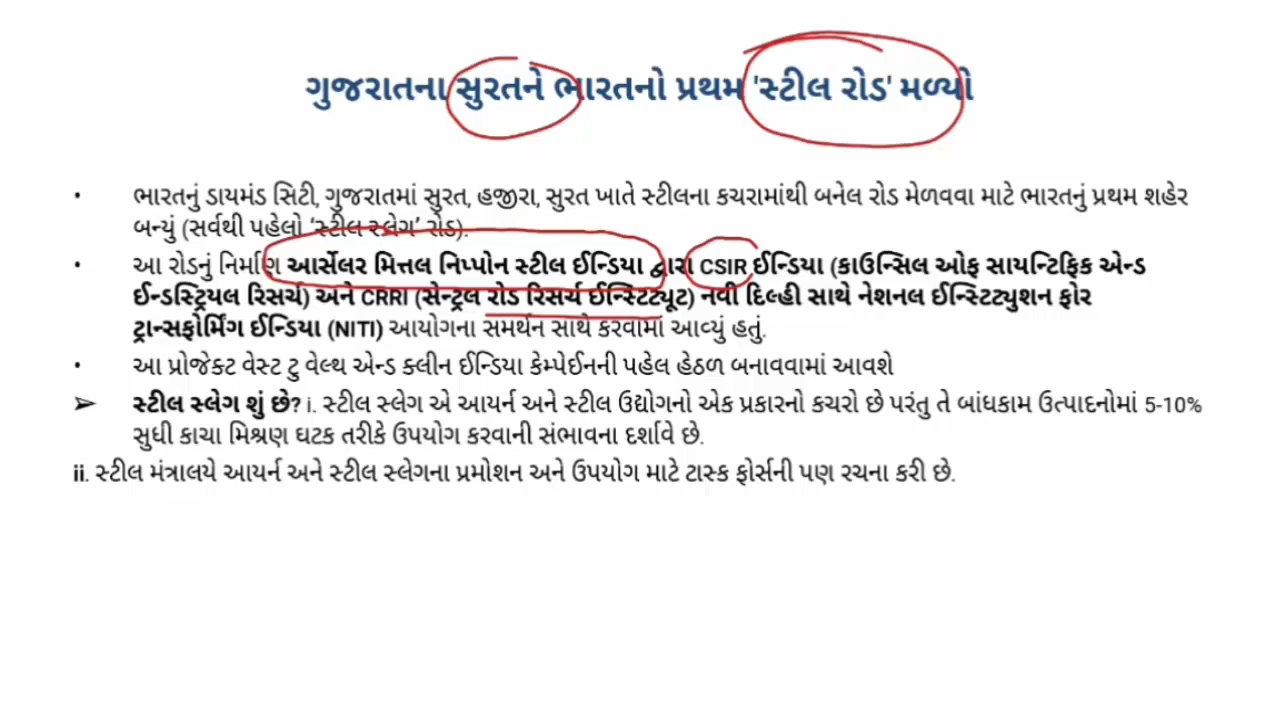 ગુજરાતના સુરતને ભારતનો પ્રથમ 'સ્ટીલ રોડ' મળ્યો
• ભારતનું ડાયમંડ સિટી, ગુજરાતમાં સુરત, હજીરા, સુરત ખાતે સ્ટીલના કચરામાંથી બનેલ રોડ મેળવવા માટે ભારતનું પ્રથમ શહેર
બન્યું (સર્વથી પહેલો ‘સ્ટીલ સ્લેગ’ રોડ).
• આ રોડનું નિર્માણ આર્સેલર મિત્તલ નિપ્પોન સ્ટીલ ઈન્ડિયા દ્વારા CSIR ઈન્ડિયા (કાઉન્સિલ ઓફ સાયન્ટિફિક એન્ડ
ઈન્ડસ્ટ્રિયલ રિસર્ચ) અને CRRI (સેન્ટ્રલ રોડ રિસર્ચ ઈન્સ્ટિટ્યૂટ) નવી દિલ્હી સાથે નેશનલ ઈન્સ્ટિટ્યુશન ફોર
ટ્રાન્સફોર્મિંગ ઈન્ડિયા (NITI) આયોગના સમર્થન સાથે કરવામાં આવ્યું હતું.
• આ પ્રોજેક્ટ વેસ્ટ ટુ વેલ્થ એન્ડ ક્લીન ઈન્ડિયા કેમ્પેઈનની પહેલ હેઠળ બનાવવામાં આવશે
➢ સ્ટીલ સ્લેગ શું છે? i. સ્ટીલ સ્લેગ એ આયર્ન અને સ્ટીલ ઉદ્યોગનો એક પ્રકારનો કચરો છે પરંતુ તે બાંધકામ ઉત્પાદનોમાં 5-10%
સુધી કાચા મિશ્રણ ઘટક તરીકે ઉપયોગ કરવાની સંભાવના દર્શાવે છે.
ii. સ્ટીલ મંત્રાલયે આયર્ન અને સ્ટીલ સ્લેગના પ્રમોશન અને ઉપયોગ માટે ટાસ્ક ફોર્સની પણ રચના કરી છે.